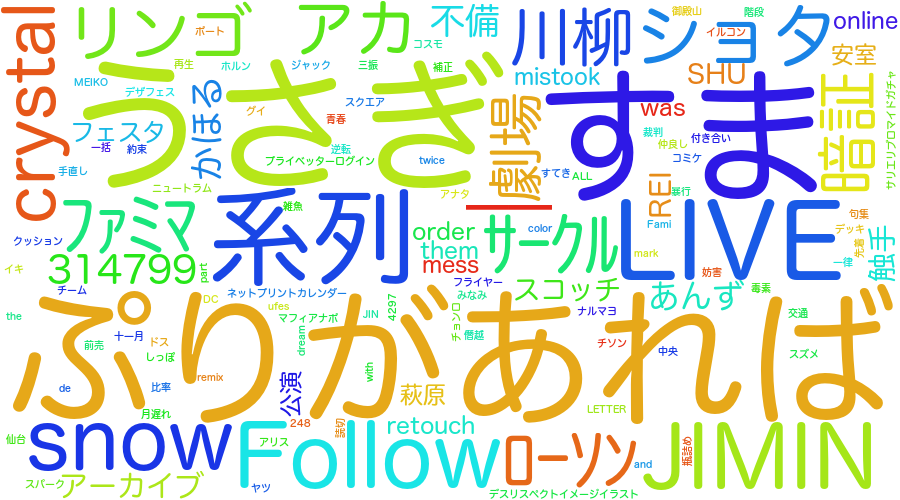 crystal
リンゴ
アカ
不備
川柳
ショタ
御殿山
階段
online
ボート
コスモ
イルコン
安室
MEIKO
再生
ホルン
ジャック
三振
補正
mistook
SHU
デザフェス
かほる
うさぎ
すま
グイ
スクエア
青春
劇場
was
暗証
サリエリブロマイドガチャ
フェスタ
一括
約束
逆転
裁判
仲良し
付き合い
手直し
プライベッターログイン
twice
すてき
ALL
コミケ
ニュートラム
アナタ
REI
暴行
ファミマ
系列
雑魚
order
サークル
color
LIVE
Fami
句集
デッキ
クッション
them
mess
mark
先着
触手
314799
part
一律
イキ
妨害
チーム
ネットプリントカレンダー
フライヤー
スコッチ
みなみ
あんず
毒素
DC
ufes
JIN
4297
ナルマヨ
the
ぷりがあれば
マフィアナポ
チョンロ
僭越
交通
十一月
ドス
前売
しっぽ
dream
チソン
スズメ
中央
de
比率
remix
with
公演
萩原
LETTER
月遅れ
248
読切
retouch
仙台
snow
アリス
Follow
ローソン
and
瓶詰め
JIMIN
スパーク
アーカイブ
ヤツ
デスリスペクトイメージイラスト